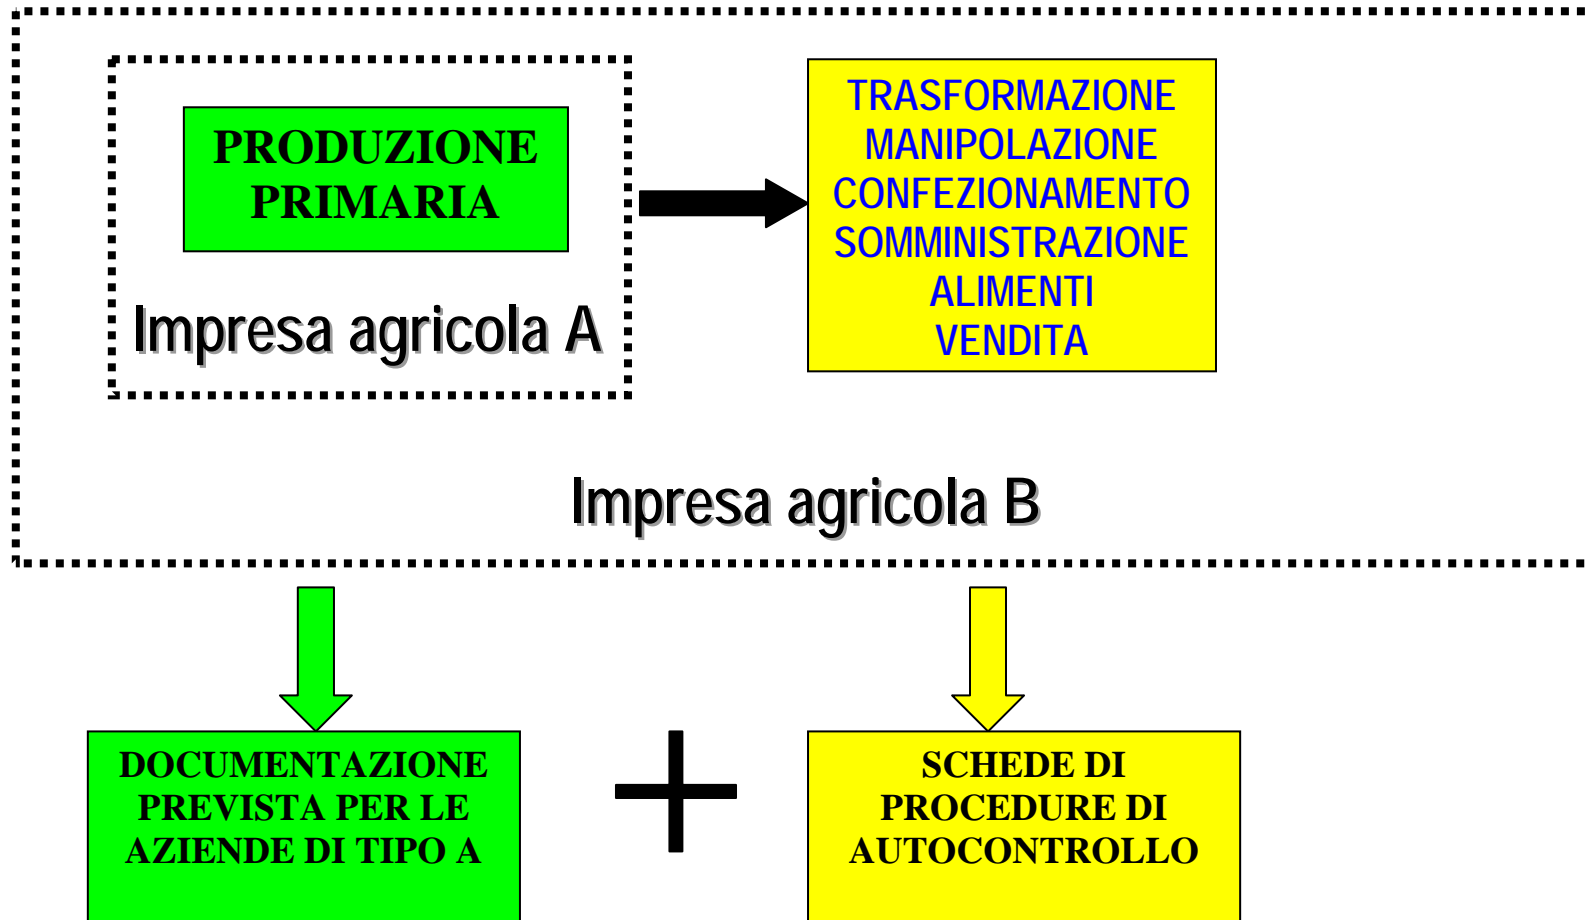 PRODUZIONE
PRIMARIA
Impresa agricola A
TRASFORMAZIONE
MANIPOLAZIONE
CONFEZIONAMENTO
SOMMINISTRAZIONE
ALIMENTI
VENDITA
Impresa agricola B
DOCUMENTAZIONE
PREVISTA PER LE
AZIENDE DI TIPO A
+
SCHEDE DI
PROCEDURE DI
AUTOCONTROLLO